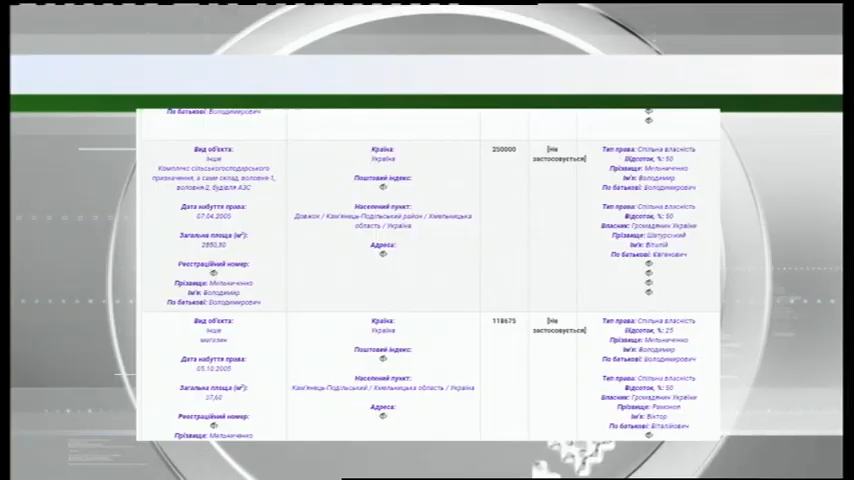 По батькові: Володимирович
Вид об'єкта:
Інше
Комплекс сільськогосподарського
призначення, а саме склад, воловня-1,
воловня-2, будівля АЗС
Дата набуття права:
07.04.2005
Загальна площа (м²):
2850,30
Реєстраційний номер:
Прізвище: Мельниченко
Ім'я: Володимир
По батькові: Володимирович
Країна:
Україна
Поштовий індекс:
Населений пункт:
Довжок / Кам'янець-Подільський район / Хмельницька
область / Україна
Адреса:
250000
[Не
застосовується]
Тип права: Спільна власність
Відсоток, %: 50
Прізвище: Мельниченко
Ім'я: Володимир
По батькові: Володимирович
Тип права: Спільна власність
Відсоток, %: 50
Власник: Громадянин України
Прізвище: Шатурський
Ім'я: Віталій
По батькові: Євгенович
Вид об'єкта:
Інше
магазин
Дата набуття права:
05.10.2005
Загальна площа (м²):
37,60
Реєстраційний номер:
Прізвище: Мельниченко
Країна:
Україна
Поштовий індекс:
Населений пункт:
Кам'янець-Подільський / Хмельницька область / Україна
Адреса:
118675
[Не
застосовується]
Тип права: Спільна власність
Відсоток, %: 25
Прізвище: Мельниченко
Ім'я: Володимир
По батькові: Володимирович
Тип права: Спільна власність
Відсоток, %: 50
Власник: Громадянин України
Прізвище:
Ім'я: Віктор
По батькові: Віталійович